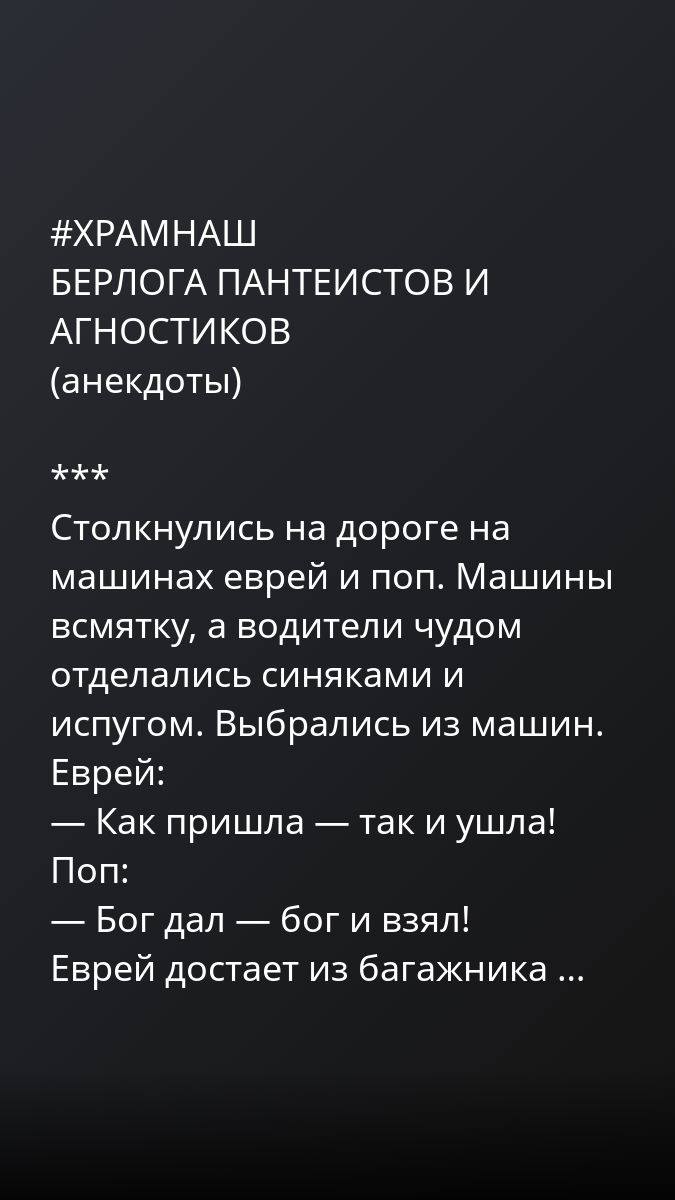 #ХРАМНАШ
БЕРЛОГА ПАНТЕИСТОВ И
АГНОСТИКОВ
(анекдоты)
***
Столкнулись на дороге на
машинах еврей и поп. Машины
всмятку, а водители чудом
отделались синяками и
испугом. Выбрались из машин.
Еврей:
— Как пришла — так и ушла!
Поп:
— Бог дал — бог и взял!
Еврей достает из багажника ...